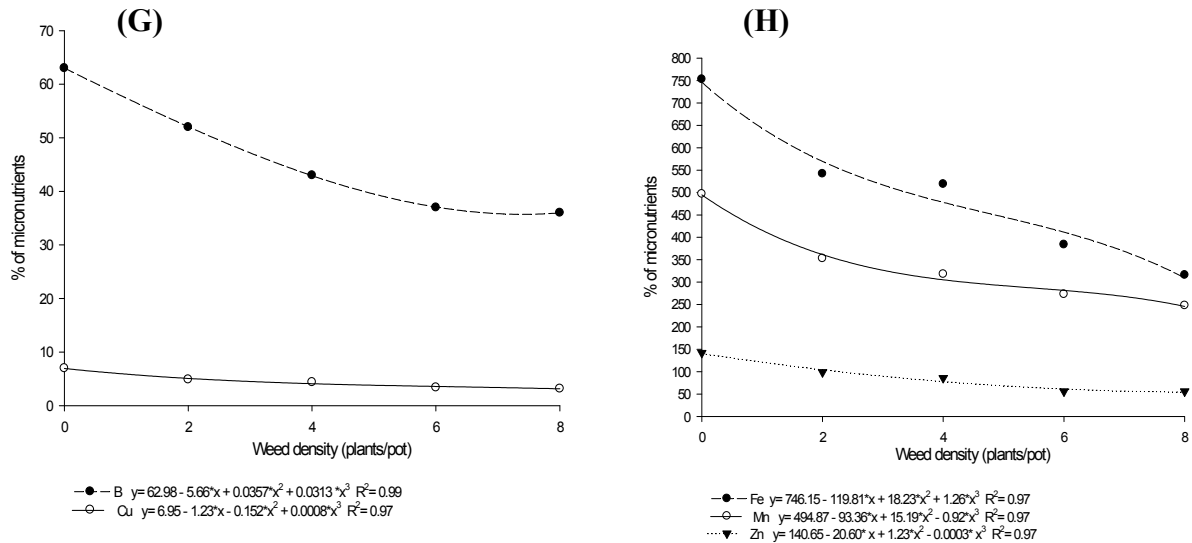 (G)
70
60
50
40
30
20
10
0
% of micronutrients
0 2 4 6 8
Weed density (plants/pot)
B y= 62.98 - 5.66*x + 0.0357*x² + 0.0313 *x³ R²= 0.99
Cu y= 6.95 - 1.23*x - 0.152*x² + 0.0008*x³ R²= 0.97
(H)
800
750
700
650
600
550
500
450
400
350
300
250
200
150
100
50
0
% of micronutrients
0 2 4 6 8
Weed density (plants/pot)
Fe y= 746.15 - 119.81*x + 18.23*x² + 1.26*x³ R²= 0.97
Mn y= 494.87 - 93.36*x + 15.19*x² - 0.92*x³ R²= 0.97
Zn y= 140.65 - 20.60* x + 1.23*x² - 0.0003* x³ R²= 0.97